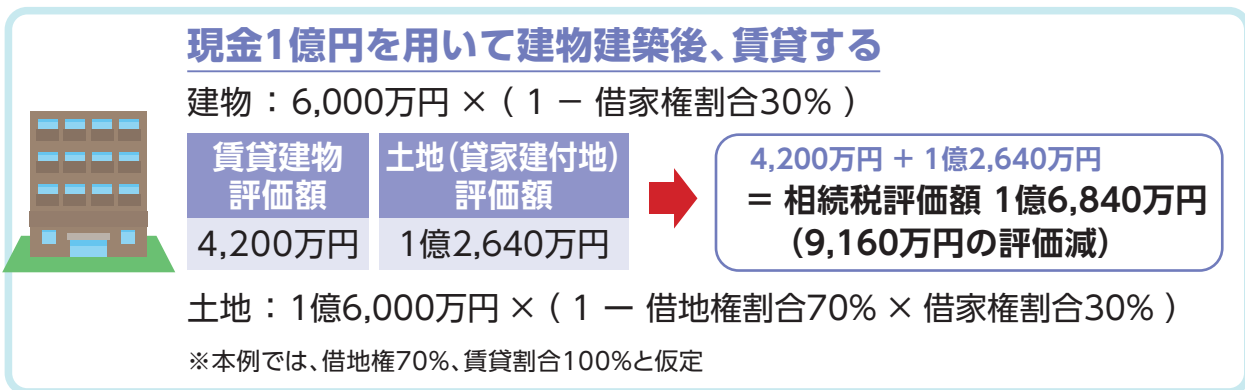 現金1億円を用いて建物建築後、賃貸する
建物 : 6,000万円 × ( 1 − 借家権割合30% )
賃貸建物
評価額
4,200万円
土地(貸家建付地)
評価額
1億2,640万円
4,200万円 + 1億2,640万円
= 相続税評価額 1億6,840万円
(9,160万円の評価減)
土地 : 1億6,000万円 × ( 1 ー 借地権割合70% × 借家権割合30% )
※本例では、借地権70%、賃貸割合100%と仮定